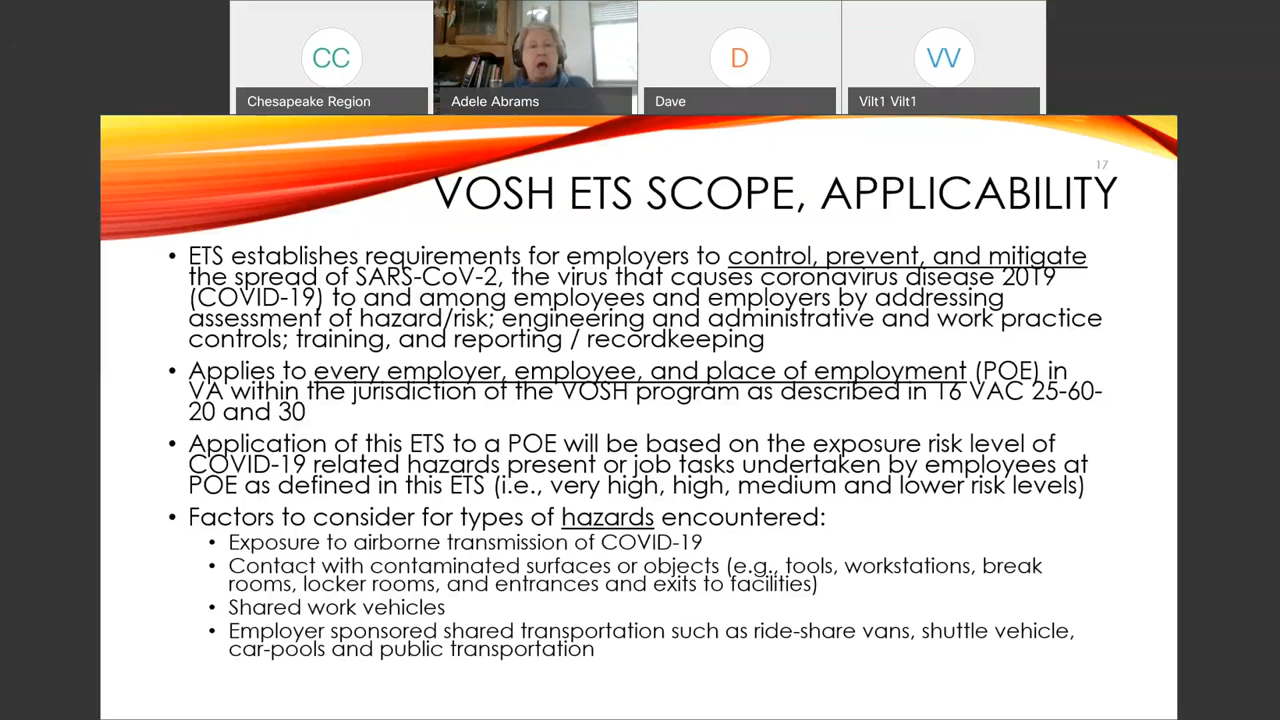 CC
D
VV
Chesapeake Region
Adele Abrams
Dave
Vilt1 Vilt1
17
VOSH ETS SCOPE, APPLICABILITY
• ETS establishes requirements for employers to control, prevent, and mitigate
the spread of SARS-CoV-2, the virus that causes coronavirus disease 2019
(COVID-19) to and among employees and employers by addressing
assessment of hazard/risk; engineering and administrative and work practice
controls; training, and reporting / recordkeeping
• Applies to every employer, employee, and place of employment (POE) in
VA within the jurisdiction of the VOSH program as described in 16 VAC 25-60-
20 and 30
• Application of this ETS to a POE will be based on the exposure risk level of
COVID-19 related hazards present or job tasks undertaken by employees at
POE as defined in this ETS (i.e., very high, high, medium and lower risk levels)
• Factors to consider for types of hazards encountered:
• Exposure to airborne transmission of COVID-19
• Contact with contaminated surfaces or objects (e.g., tools, workstations, break
rooms, locker rooms, and entrances and exits to facilities)
• Shared work vehicles
• Employer sponsored shared transportation such as ride-share vans, shuttle vehicle,
car-pools and public transportation